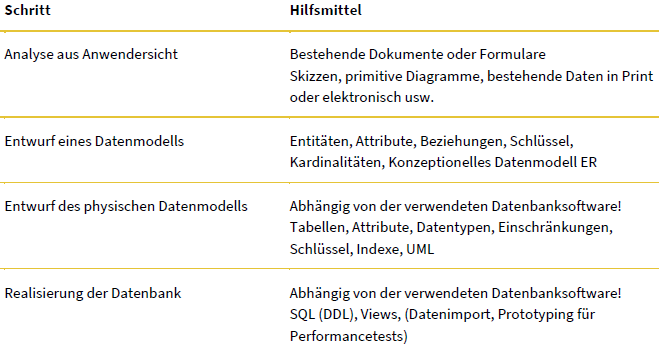 Schritt Hilfsmittel
Analyse aus Anwendersicht Bestehende Dokumente oder Formulare
Skizzen, primitive Diagramme, bestehende Daten in Print
oder elektronisch usw.
Entwurf eines Datenmodells Entitäten, Attribute, Beziehungen, Schlüssel,
Kardinalitäten, Konzeptionelles Datenmodell ER
Entwurf des physischen Datenmodells Abhängig von der verwendeten Datenbanksoftware!
Tabellen, Attribute, Datentypen, Einschränkungen,
Schlüssel, Indexe, UML
Realisierung der Datenbank Abhängig von der verwendeten Datenbanksoftware!
SQL (DDL), Views, (Datenimport, Prototyping für
Performancetests)